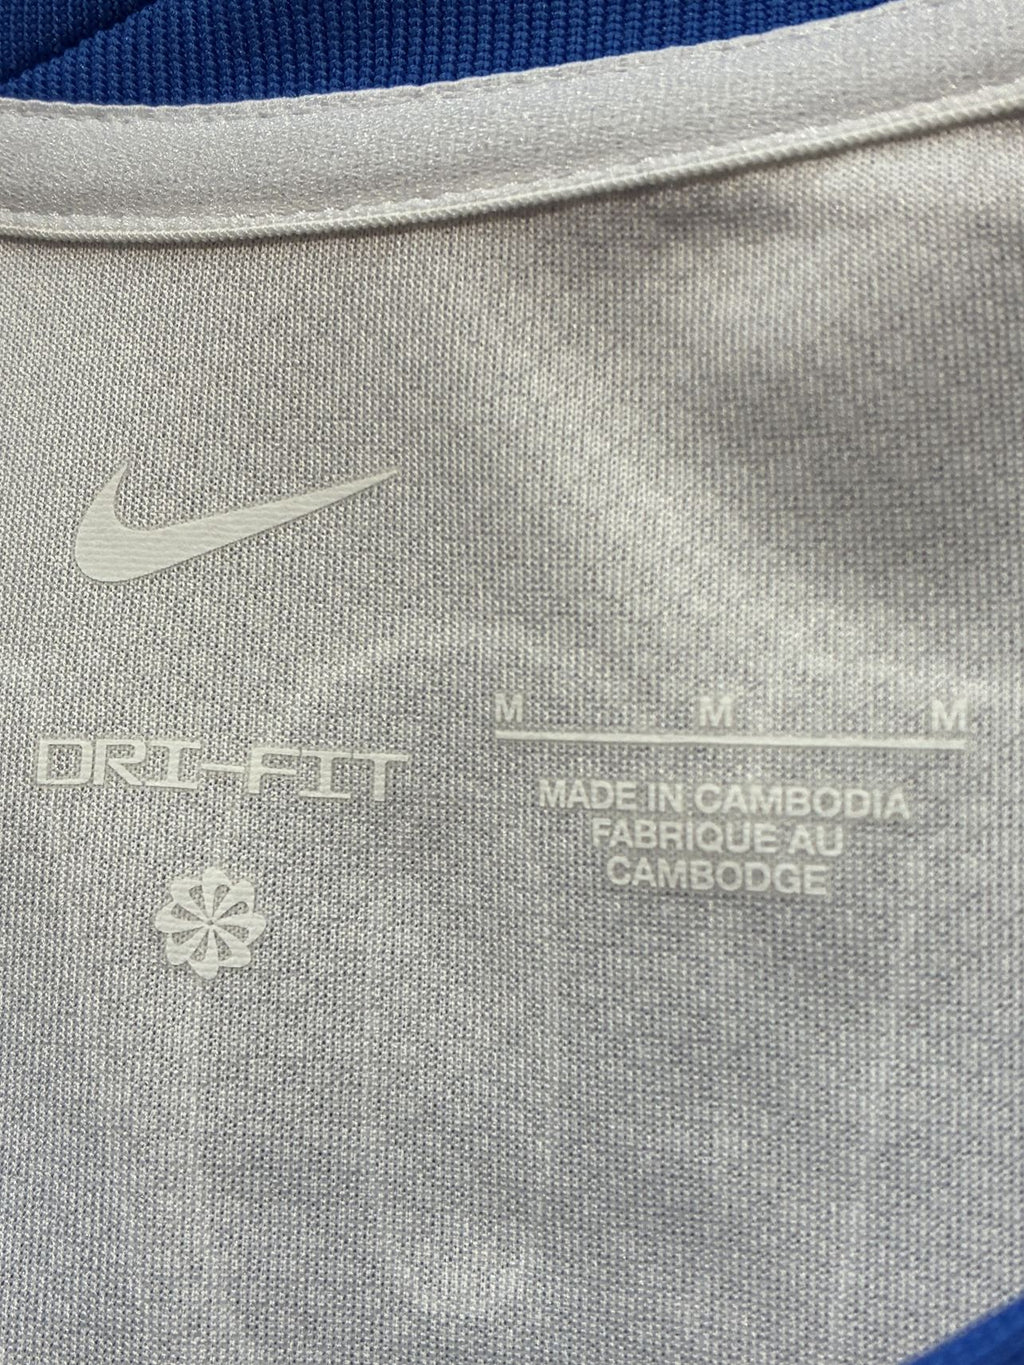 DRI-FIT
M M M
MADE IN CAMBODIA
FABRIQUE AU
CAMBODGE